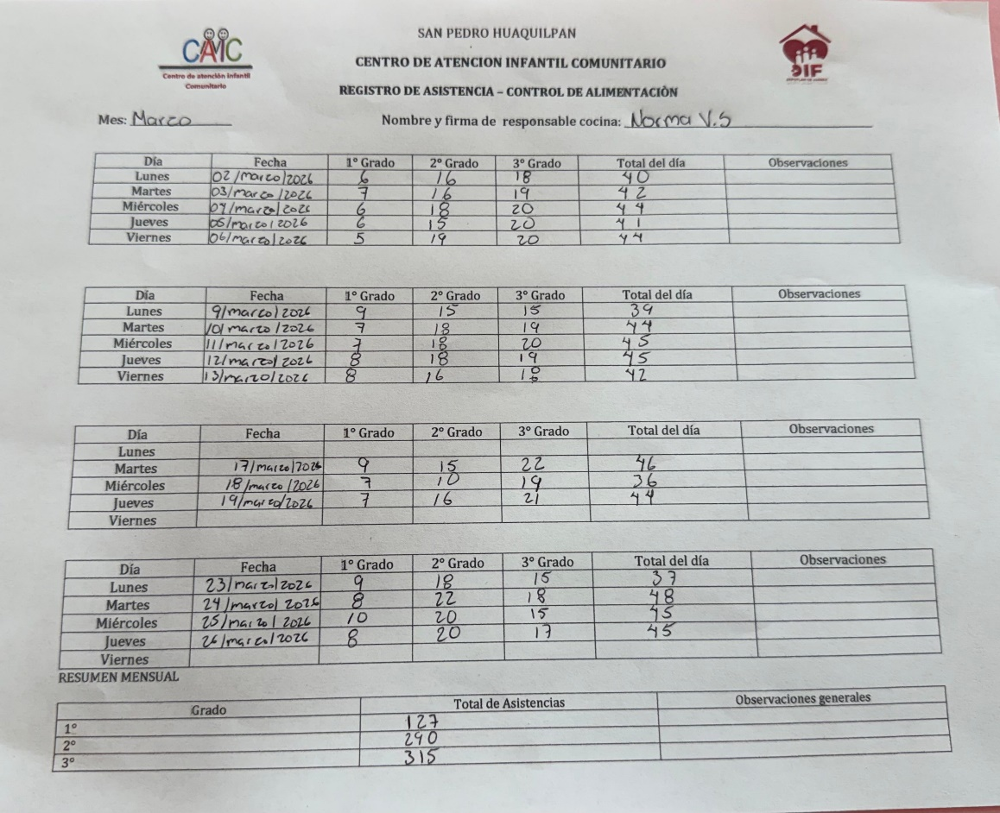 CAIC
Centro de atención Infantil
Comunitario
SAN PEDRO HUAQUILPAN
CENTRO DE ATENCION INFANTIL COMUNITARIO
REGISTRO DE ASISTENCIA – CONTROL DE ALIMENTACIÒN
DIF
Mes: Marzo Nombre y firma de responsable cocina: Norma V.S
Día Fecha 1° Grado 2° Grado 3° Grado Total del día Observaciones
Lunes 02/marzo/2026 6 16 18 40
Martes 03/marzo/2026 7 16 19 42
Miércoles 04/marzo/2026 6 18 20 44
Jueves 05/marzo/2026 6 15 20 41
Viernes 06/marzo/2026 5 19 20 44
Día Fecha 1° Grado 2° Grado 3° Grado Total del día Observaciones
Lunes 9/marzo/2026 9 15 15 39
Martes 10/marzo/2026 7 18 19 44
Miércoles 11/marzo/2026 7 18 20 45
Jueves 12/marzo/2026 8 18 19 45
Viernes 13/marzo/2026 8 16 18 42
Día Fecha 1° Grado 2° Grado 3° Grado Total del día Observaciones
Lunes
Martes 17/marzo/2026 9 15 22 46
Miércoles 18/marzo/2026 7 10 19 36
Jueves 19/marzo/2026 7 16 21 44
Viernes
Día Fecha 1° Grado 2° Grado 3° Grado Total del día Observaciones
Lunes 23/marzo/2026 9 18 15 37
Martes 24/marzo/2026 8 22 18 48
Miércoles 25/marzo/2026 10 20 15 45
Jueves 26/marzo/2026 8 20 17 45
Viernes
RESUMEN MENSUAL
Grado Total de Asistencias Observaciones generales
1° 127
2° 290
3° 315